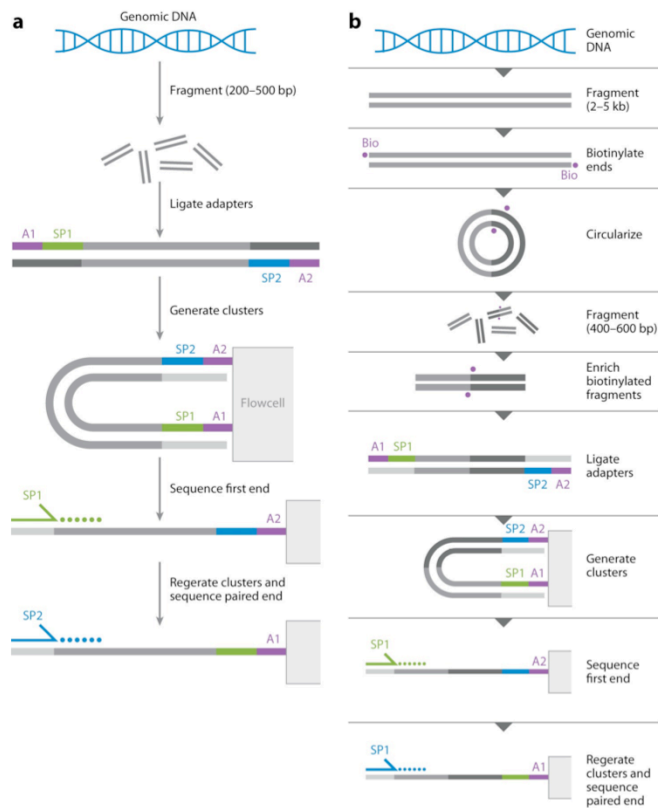 a
Genomic DNA
Fragment (200–500 bp)
Ligate adapters
A1 SP1
SP2 A2
Generate clusters
SP2 A2
SP1 A1
Flowcell
Sequence first end
SP1
A2
Regerate clusters and
sequence paired end
SP2
A1
b
Genomic
DNA
Fragment
(2–5 kb)
Bio
Bio
Biotinylate
ends
Circularize
Fragment
(400–600 bp)
Enrich
biotinylated
fragments
A1 SP1
SP2 A2
Ligate
adapters
SP2 A2
SP1 A1
Generate
clusters
SP1
A2
Sequence
first end
SP1
A1
Regerate
clusters and
sequence
paired end